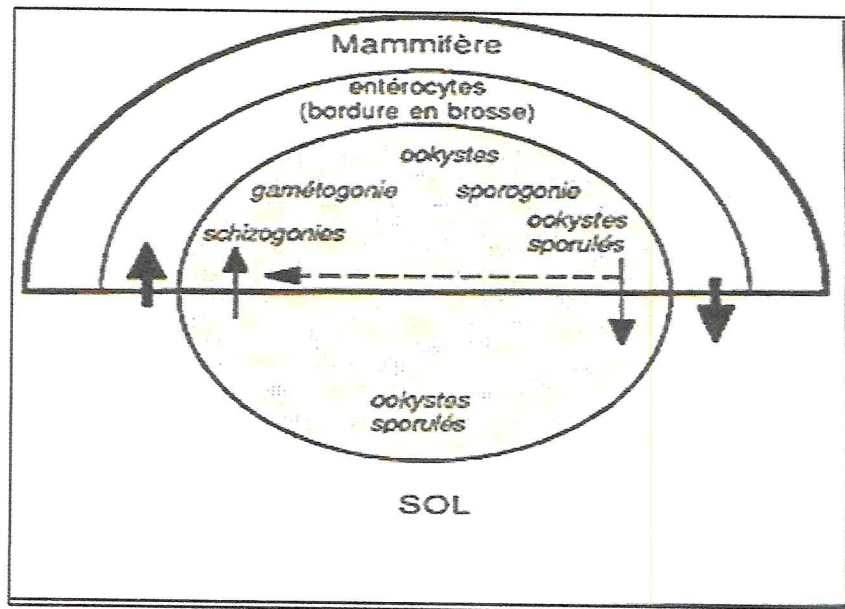 Mammifère
entérocytes
(bordure en brosse)
ookystes
gamétogonie sporogonie
schizogonies
ookystes
sporulés
ookystes
sporulés
SOL